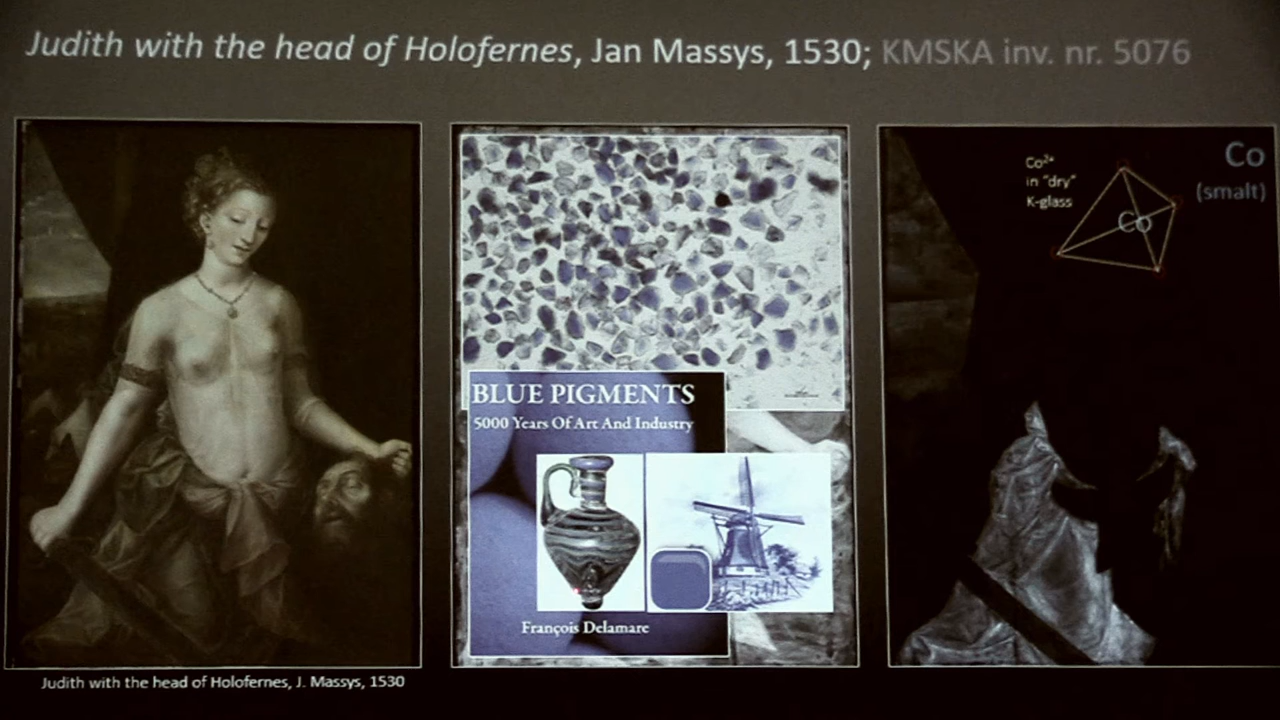 Judith with the head of Holofernes, Jan Massys, 1530; KMSKA inv. nr. 5076
BLUE PIGMENTS
5000 Years Of Art And Industry
François Delamare
Co²⁺
in "dry"
K-glass
Co
Co
(smalt)
Judith with the head of Holofernes, J. Massys, 1530